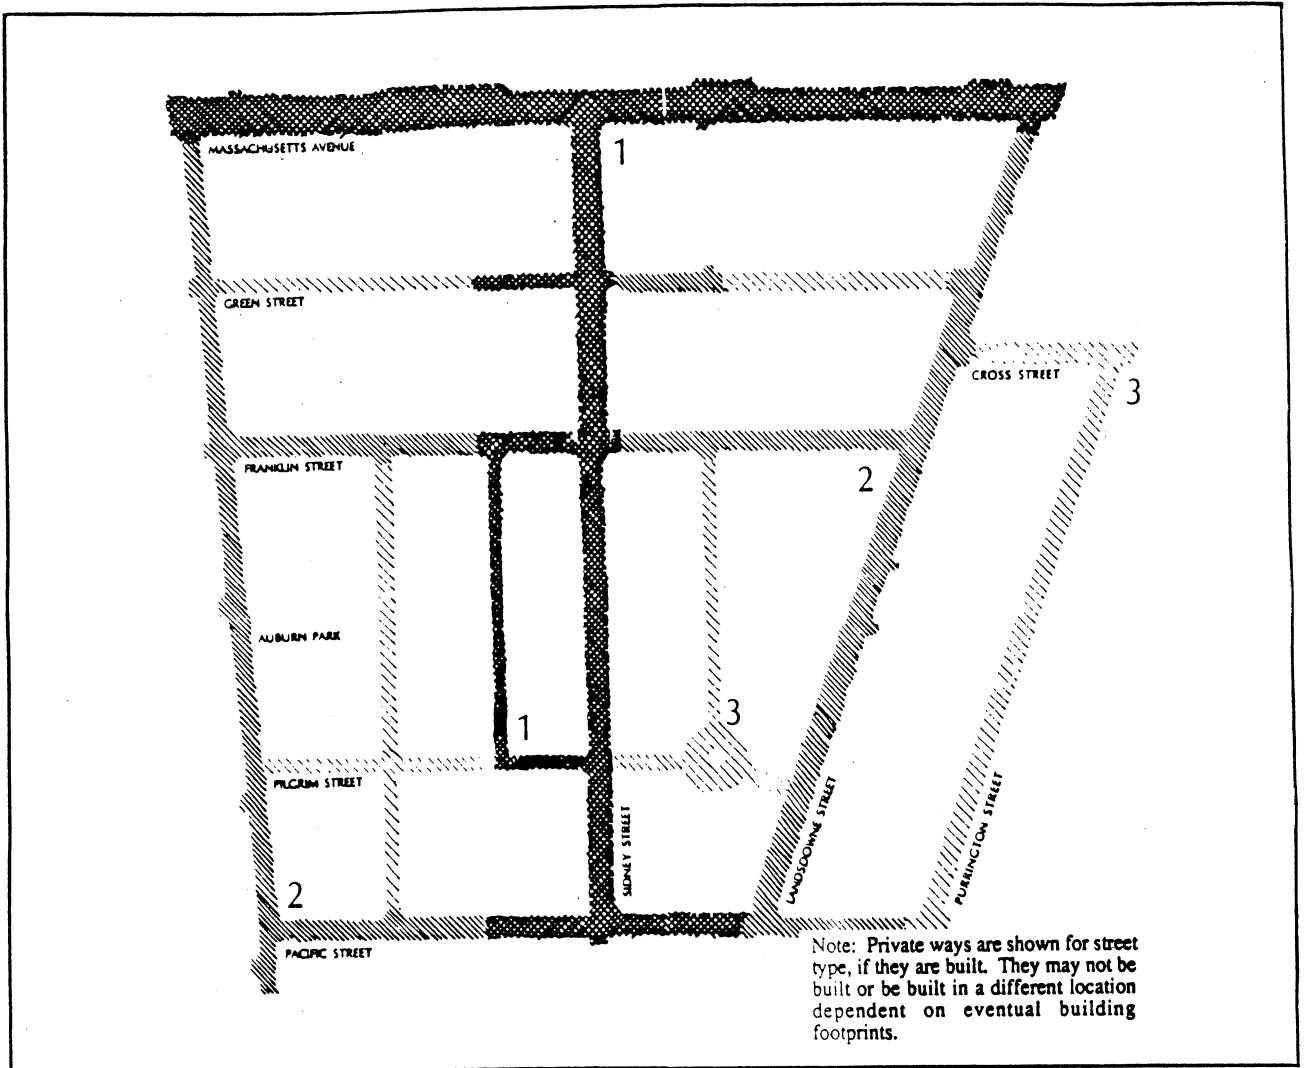 MASSACHUSETTS AVENUE
1
GREEN STREET
CROSS STREET
3
FRANKLIN STREET
2
AUBURN PARK
3
1
PILGRIM STREET
SIDNEY STREET
LANDSDOWNE STREET
PURRINGTON STREET
2
PACIFIC STREET
Note: Private ways are shown for street
type, if they are built. They may not be
built or be built in a different location
dependent on eventual building
footprints.